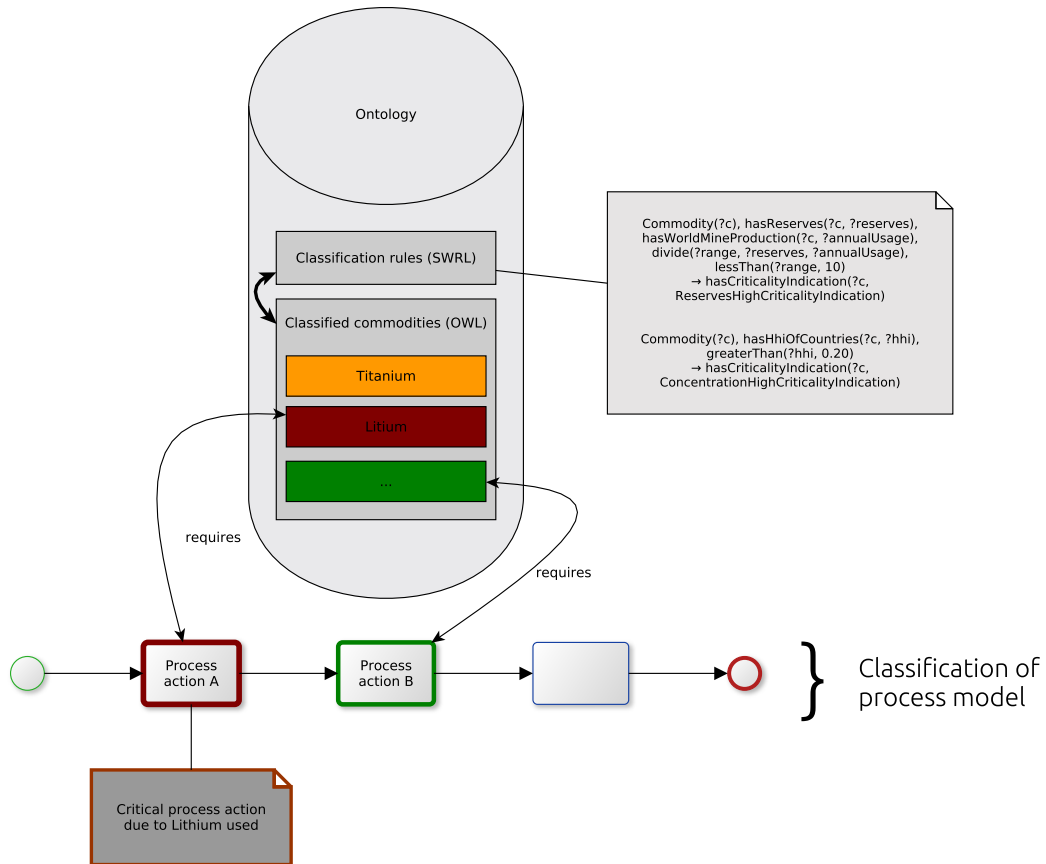 Ontology
Classification rules (SWRL)
Classified commodities (OWL)
Titanium
Litium
...
Commodity(?c), hasReserves(?c, ?reserves),
hasWorldMineProduction(?c, ?annualUsage),
divide(?range, ?reserves, ?annualUsage),
lessThan(?range, 10)
→ hasCriticalityIndication(?c,
ReservesHighCriticalityIndication)
Commodity(?c), hasHhiOfCountries(?c, ?hhi),
greaterThan(?hhi, 0.20)
→ hasCriticalityIndication(?c,
ConcentrationHighCriticalityIndication)
requires
requires
Process
action A
Process
action B
}
Classification of
process model
Critical process action
due to Lithium used